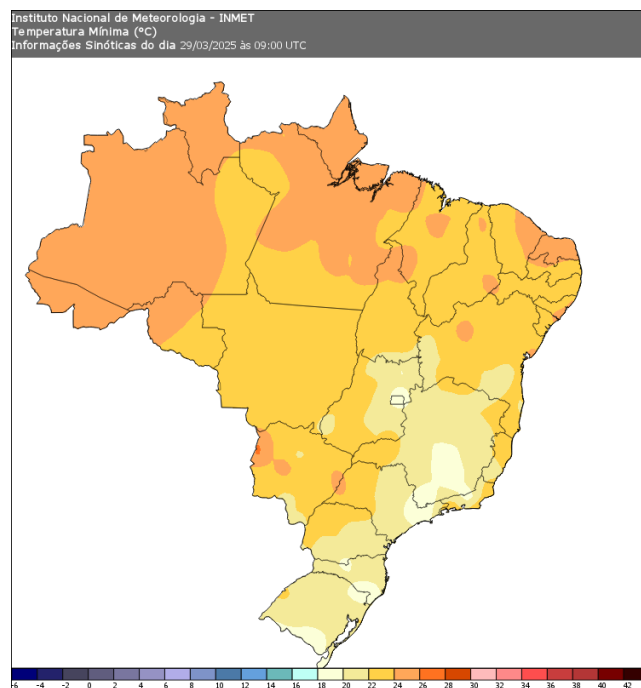 Instituto Nacional de Meteorologia - INMET
Temperatura Mínima (°C)
Informações Sinóticas do dia 29/03/2025 às 09:00 UTC
-6 -4 -2 0 2 4 6 8 10 12 14 16 18 20 22 24 26 28 30 32 34 36 38 40 42